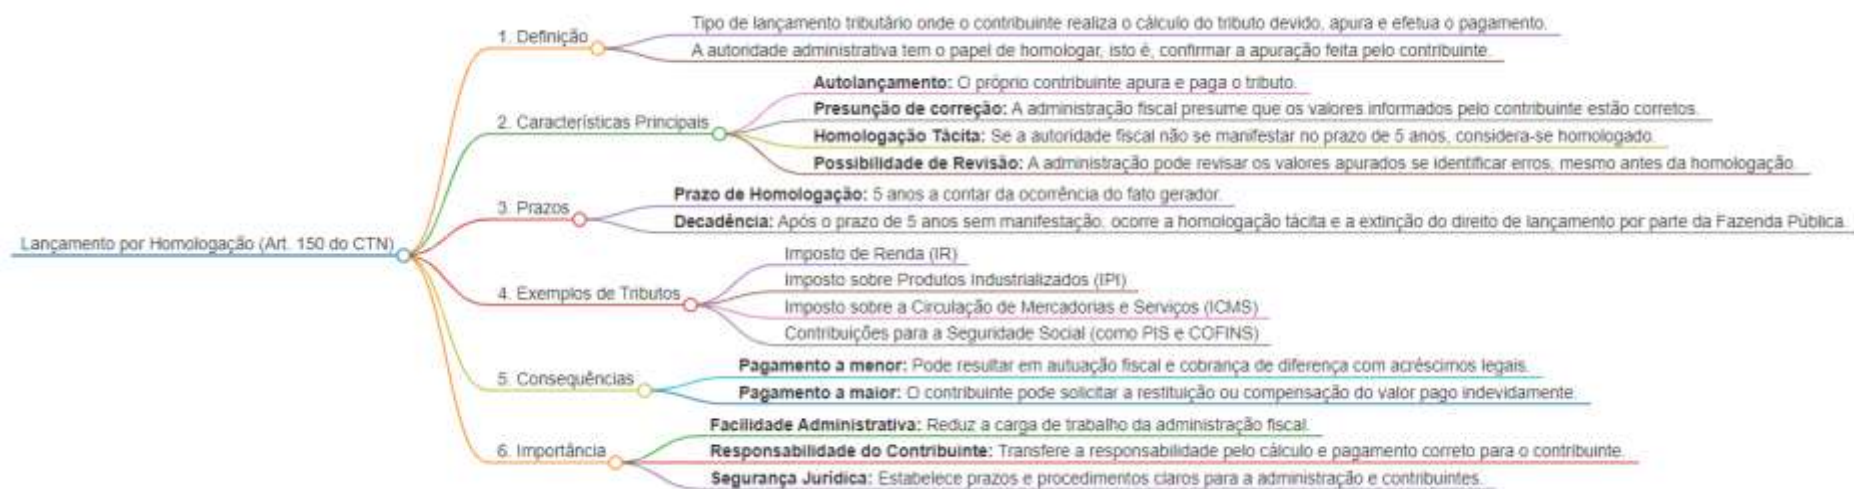 Lançamento por Homologação (Art. 150 do CTN)
1. Definição
Tipo de lançamento tributário onde o contribuinte realiza o cálculo do tributo devido, apura e efetua o pagamento.
A autoridade administrativa tem o papel de homologar, isto é, confirmar a apuração feita pelo contribuinte.
2. Características Principais
Autolançamento: O próprio contribuinte apura e paga o tributo.
Presunção de correção: A administração fiscal presume que os valores informados pelo contribuinte estão corretos.
Homologação Tácita: Se a autoridade fiscal não se manifestar no prazo de 5 anos, considera-se homologado.
Possibilidade de Revisão: A administração pode revisar os valores apurados se identificar erros, mesmo antes da homologação.
3. Prazos
Prazo de Homologação: 5 anos a contar da ocorrência do fato gerador.
Decadência: Após o prazo de 5 anos sem manifestação, ocorre a homologação tácita e a extinção do direito de lançamento por parte da Fazenda Pública.
4. Exemplos de Tributos
Imposto de Renda (IR)
Imposto sobre Produtos Industrializados (IPI)
Imposto sobre a Circulação de Mercadorias e Serviços (ICMS)
Contribuições para a Seguridade Social (como PIS e COFINS)
5. Consequências
Pagamento a menor: Pode resultar em autuação fiscal e cobrança de diferença com acréscimos legais.
Pagamento a maior: O contribuinte pode solicitar a restituição ou compensação do valor pago indevidamente.
6. Importância
Facilidade Administrativa: Reduz a carga de trabalho da administração fiscal.
Responsabilidade do Contribuinte: Transfere a responsabilidade pelo cálculo e pagamento correto para o contribuinte.
Segurança Jurídica: Estabelece prazos e procedimentos claros para a administração e contribuintes.